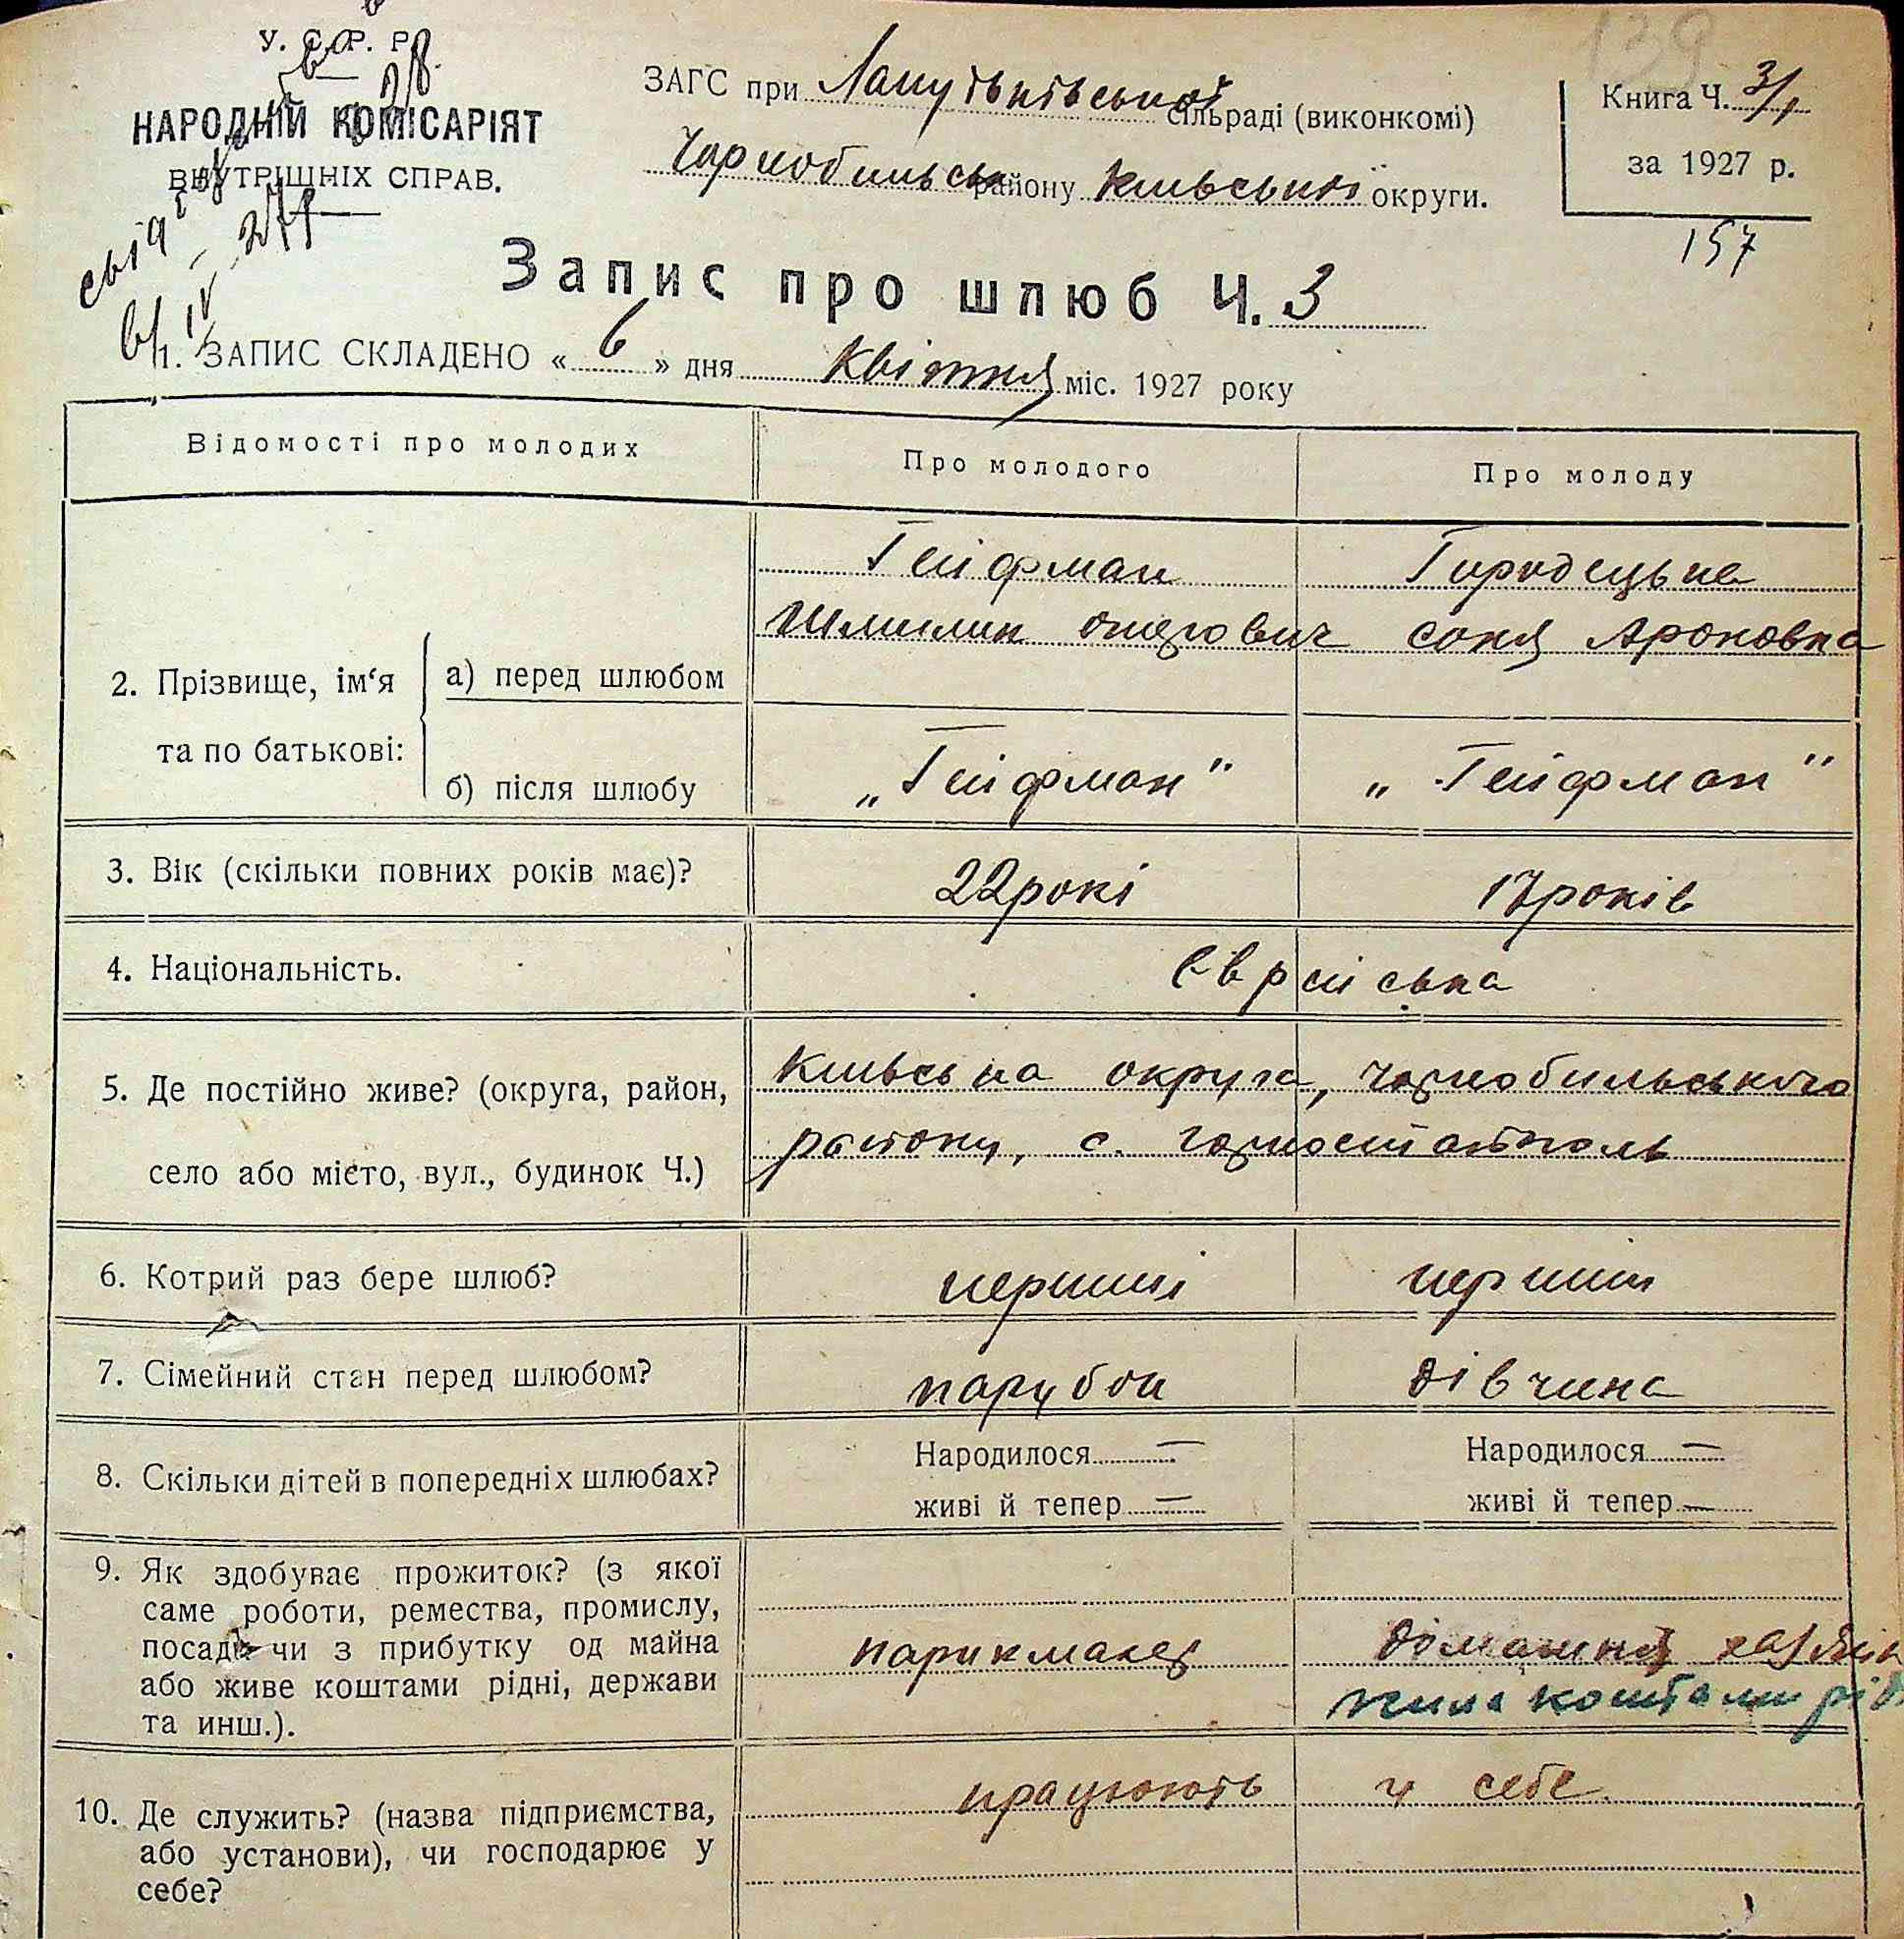 У. С. Р. Р.
НАРОДНІЙ КОМІСАРІЯТ
ВНУТРІШНІХ СПРАВ.
139
ЗАГС при сільраді (виконкомі)
району Київської округи.
Книга Ч. 3/1
за 1927 р.
157
Запис про шлюб Ч. 3
1. ЗАПИС СКЛАДЕНО « 6 » дня Квітня міс. 1927 року
Відомості про молодих
Про молодого
Про молоду
2. Прізвище, ім‘я та по батькові:
а) перед шлюбом
Гейфман
Городецька
Соня Ароновна
б) після шлюбу
„Гейфман"
„Гейфман"
3. Вік (скільки повних років має)?
22 рокі
17 років
4. Національність.
Єврейська
5. Де постійно живе? (округа, район,
село або місто, вул., будинок Ч.)
Київська округа, Чорнобильського
району, с. Горностайполь
6. Котрий раз бере шлюб?
перший
перший
7. Сімейний стан перед шлюбом?
парубок
дівчина
8. Скільки дітей в попередніх шлюбах?
Народилося —
живі й тепер —
Народилося —
живі й тепер —
9. Як здобуває прожиток? (з якої
саме роботи, ремества, промислу,
посади чи з прибутку од майна
або живе коштами рідні, держави
та инш.).
парикмахер
домашня
жила коштами рід
10. Де служить? (назва підприємства,
або установи), чи господарює у
себе?
працюють у себе.